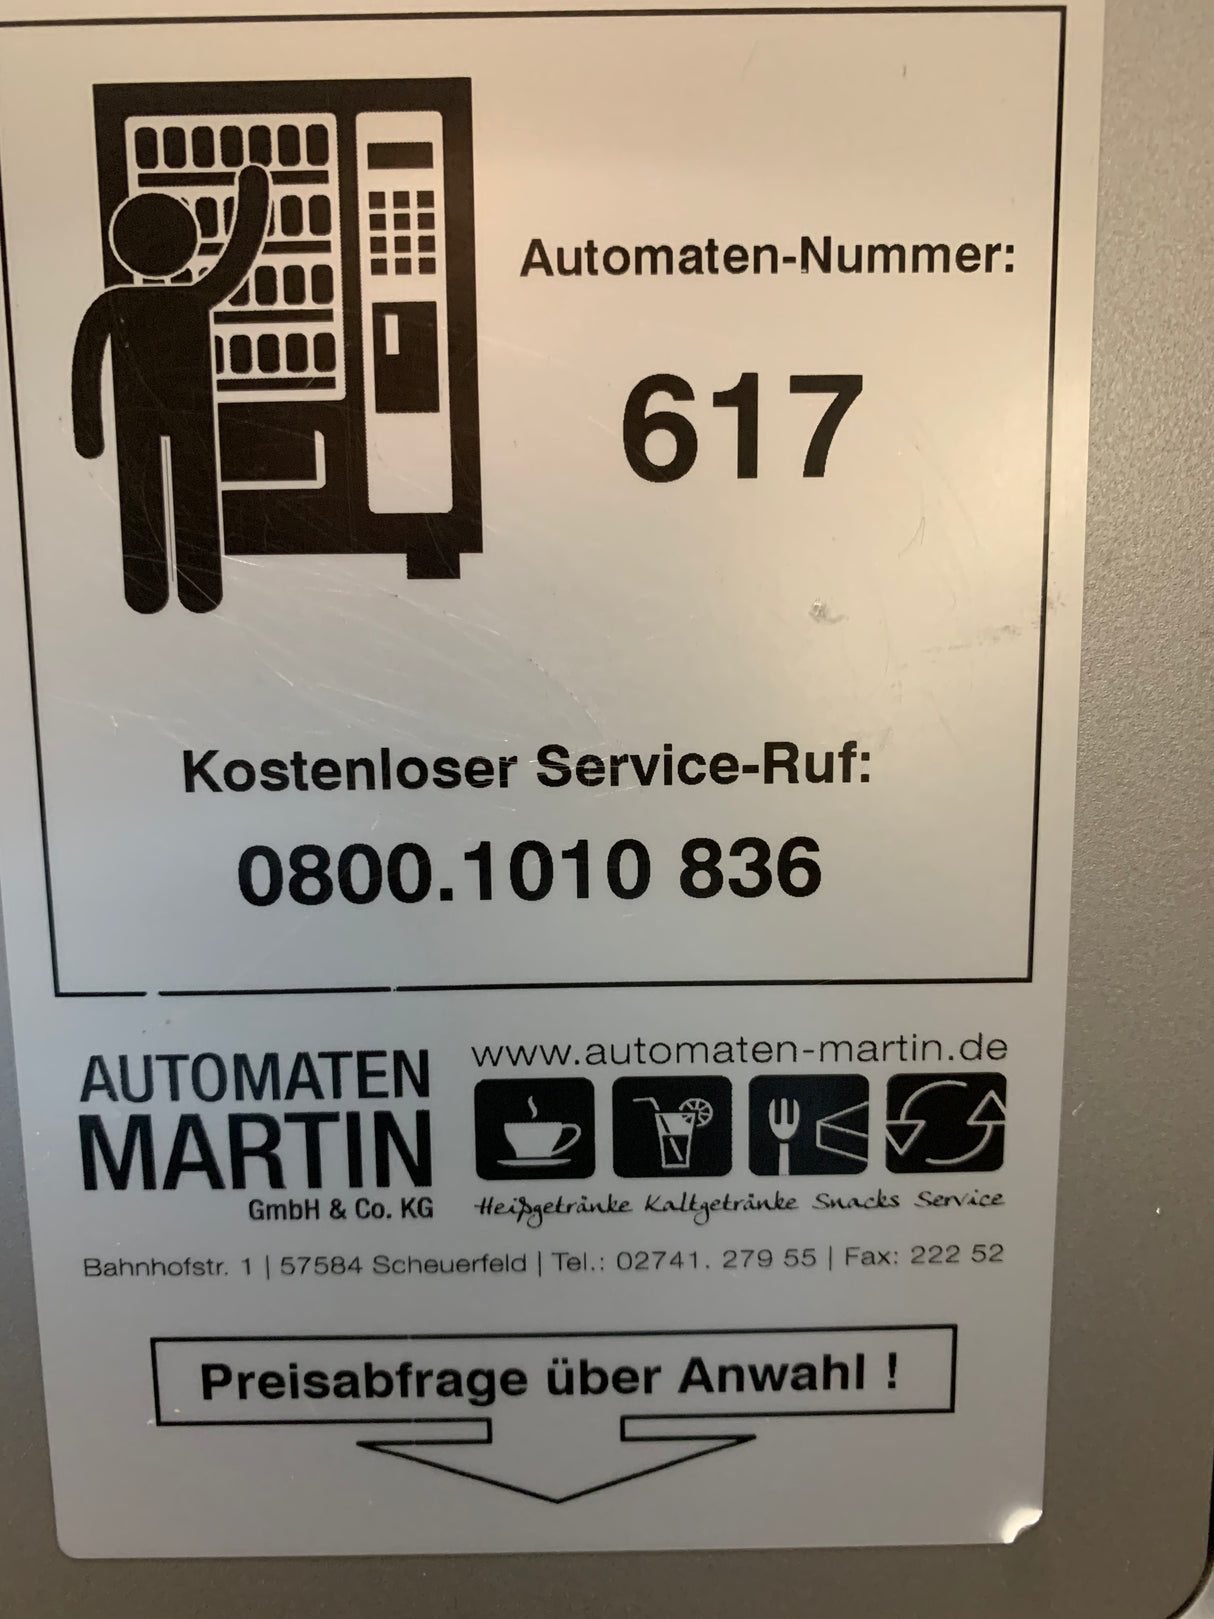 Automaten-Nummer:
617
Kostenloser Service-Ruf:
0800.1010 836
AUTOMATEN
MARTIN
GmbH & Co. KG
www.automaten-martin.de
Heißgetränke Kaltgetränke Snacks Service
Bahnhofstr. 1 | 57584 Scheuerfeld | Tel.: 02741. 279 55 | Fax: 222 52
Preisabfrage über Anwahl !